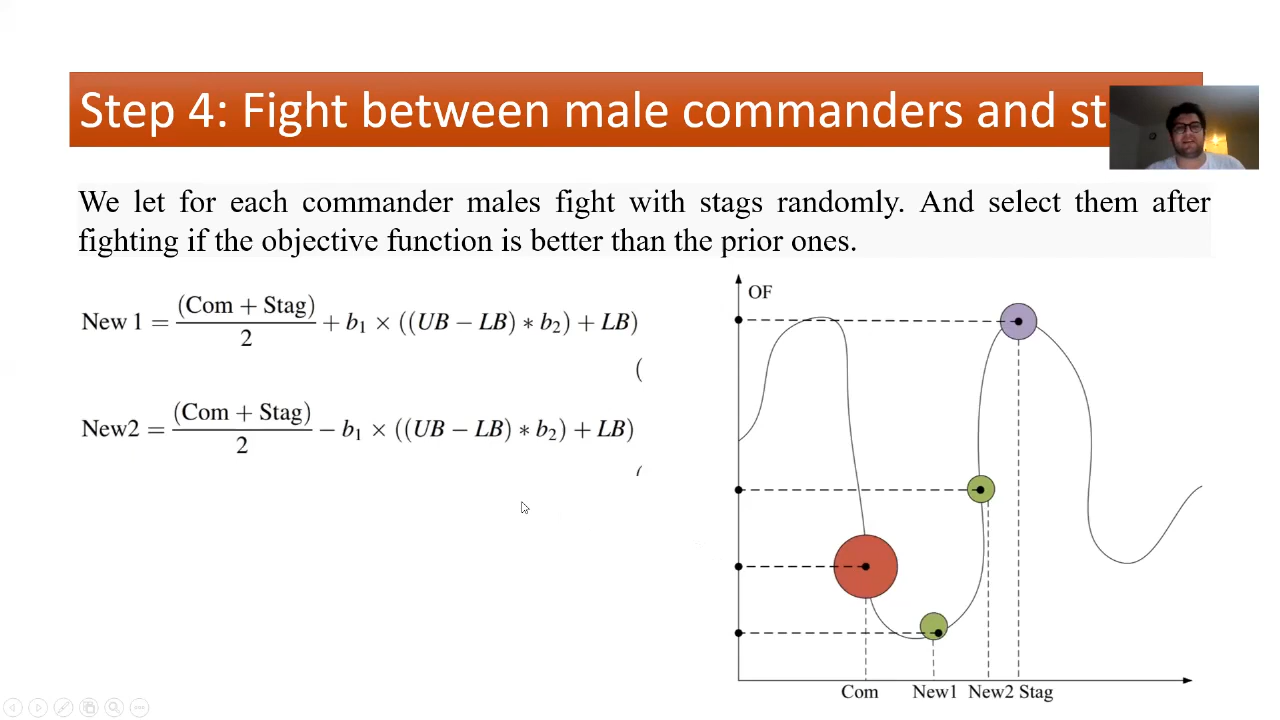 Step 4: Fight between male commanders and st
We let for each commander males fight with stags randomly. And select them after
fighting if the objective function is better than the prior ones.
New 1 = (Com + Stag) / 2 + b₁ × ((UB − LB) ∗ b₂) + LB)
(
New2 = (Com + Stag) / 2 − b₁ × ((UB − LB) ∗ b₂) + LB)
(
OF
Com New1 New2 Stag